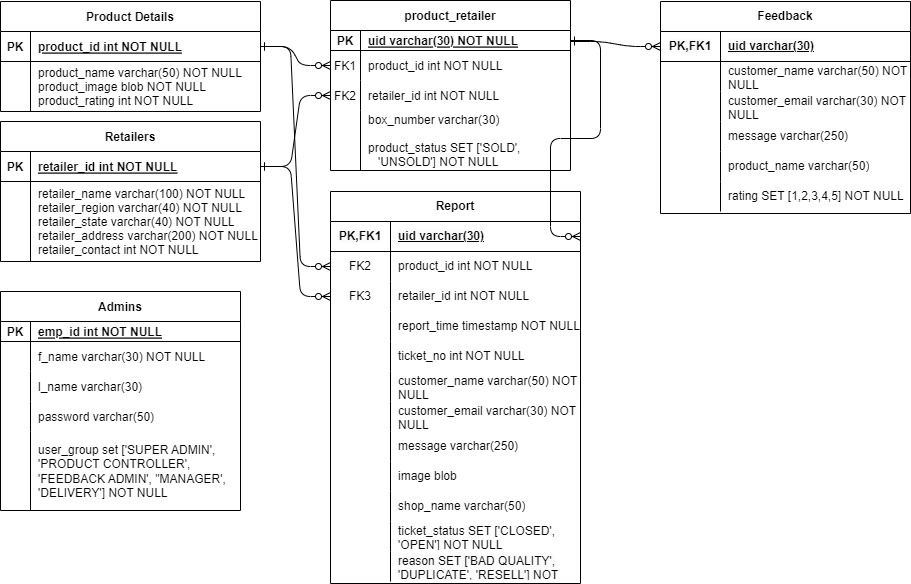 Product Details
PK product_id int NOT NULL
product_name varchar(50) NOT NULL
product_image blob NOT NULL
product_rating int NOT NULL
Retailers
PK retailer_id int NOT NULL
retailer_name varchar(100) NOT NULL
retailer_region varchar(40) NOT NULL
retailer_state varchar(40) NOT NULL
retailer_address varchar(200) NOT NULL
retailer_contact int NOT NULL
Admins
PK emp_id int NOT NULL
f_name varchar(30) NOT NULL
l_name varchar(30)
password varchar(50)
user_group set ['SUPER ADMIN',
'PRODUCT CONTROLLER',
'FEEDBACK ADMIN', "MANAGER',
'DELIVERY'] NOT NULL
product_retailer
PK uid varchar(30) NOT NULL
FK1 product_id int NOT NULL
FK2 retailer_id int NOT NULL
box_number varchar(30)
product_status SET ['SOLD',
'UNSOLD'] NOT NULL
Report
PK,FK1 uid varchar(30)
FK2 product_id int NOT NULL
FK3 retailer_id int NOT NULL
report_time timestamp NOT NULL
ticket_no int NOT NULL
customer_name varchar(50) NOT
NULL
customer_email varchar(30) NOT
NULL
message varchar(250)
image blob
shop_name varchar(50)
ticket_status SET ['CLOSED',
'OPEN'] NOT NULL
reason SET ['BAD QUALITY',
'DUPLICATE', 'RESELL'] NOT
Feedback
PK,FK1 uid varchar(30)
customer_name varchar(50) NOT
NULL
customer_email varchar(30) NOT
NULL
message varchar(250)
product_name varchar(50)
rating SET [1,2,3,4,5] NOT NULL